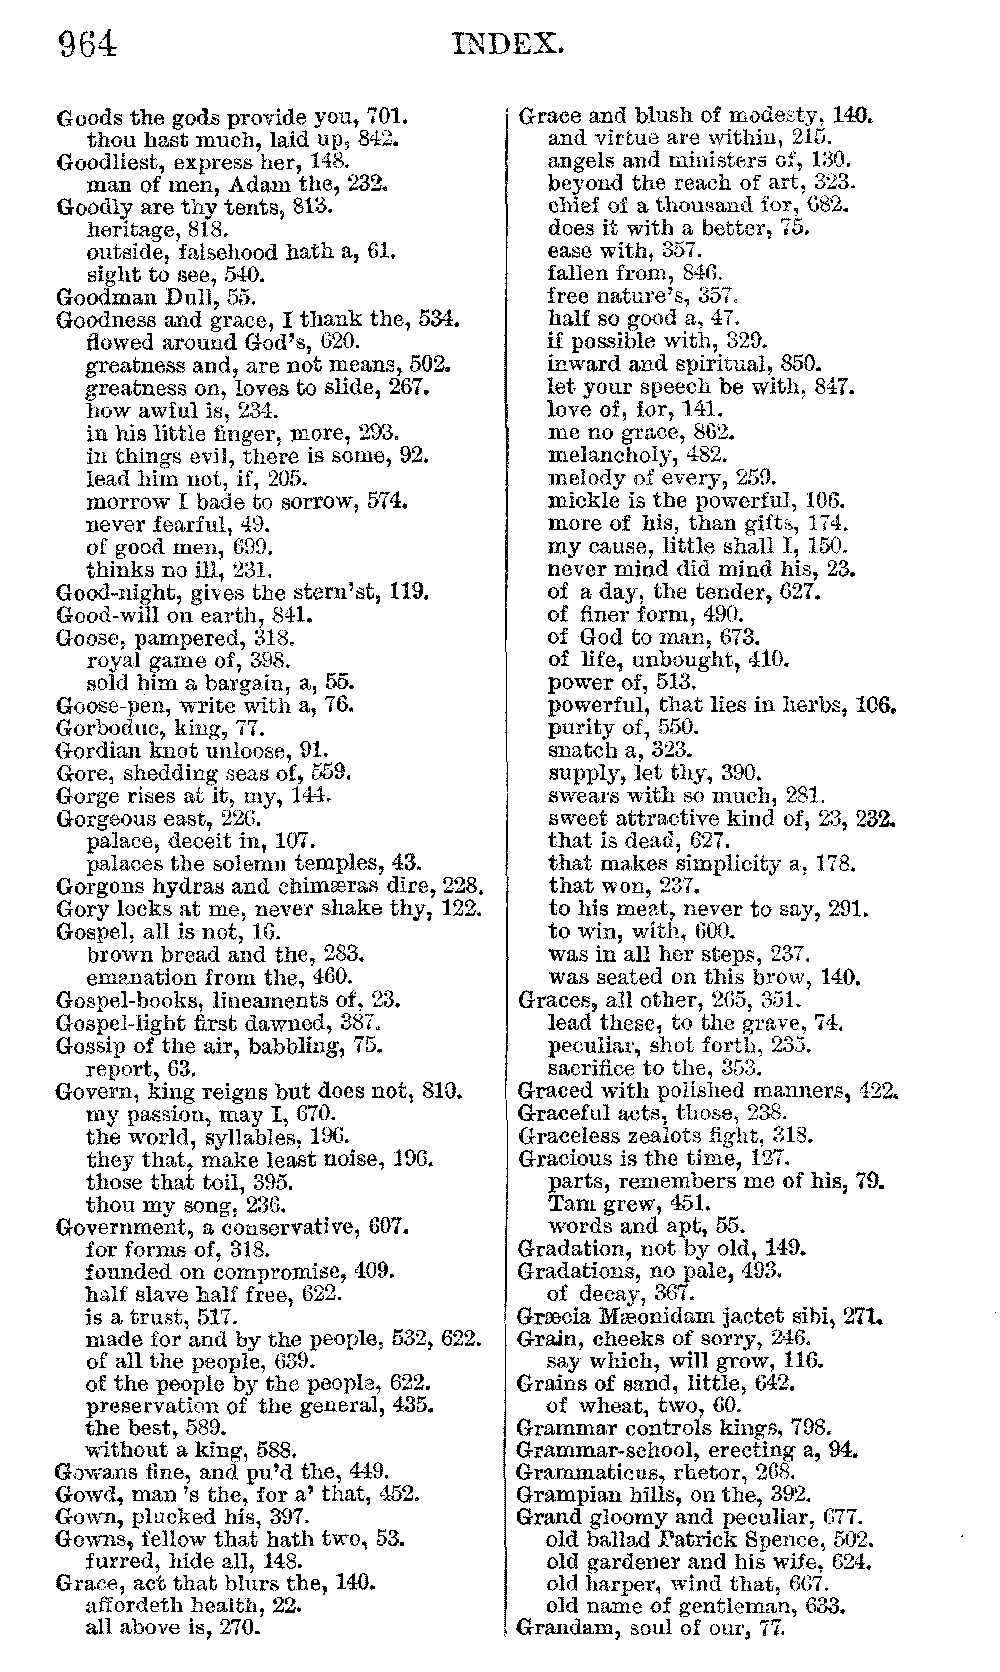 964
INDEX.
Goods the gods provide you, 701.
thou hast much, laid up, 842.
Goodliest, express her, 148.
man of men, Adam the, 232.
Goodly are thy tents, 813.
heritage, 818.
outside, falsehood hath a, 61.
sight to see, 540.
Goodman Dull, 55.
Goodness and grace, I thank the, 534.
flowed around God's, 620.
greatness and, are not means, 502.
greatness on, loves to slide, 267.
how awful is, 234.
in his little finger, more, 293.
in things evil, there is some, 92.
lead him not, if, 205.
morrow I bade to sorrow, 574.
never fearful, 49.
of good men, 699.
thinks no ill, 231.
Good-night, gives the stern'st, 119.
Good-will on earth, 841.
Goose, pampered, 318.
royal game of, 398.
sold him a bargain, a, 55.
Goose-pen, write with a, 76.
Gorboduc, king, 77.
Gordian knot unloose, 91.
Gore, shedding seas of, 559.
Gorge rises at it, my, 144.
Gorgeous east, 226.
palace, deceit in, 107.
palaces the solemn temples, 43.
Gorgons hydras and chimæras dire, 228.
Gory locks at me, never shake thy, 122.
Gospel, all is not, 16.
brown bread and the, 283.
emanation from the, 460.
Gospel-books, lineaments of, 23.
Gospel-light first dawned, 387.
Gossip of the air, babbling, 75.
report, 63.
Govern, king reigns but does not, 810.
my passion, may I, 670.
the world, syllables, 196.
they that, make least noise, 196.
those that toil, 395.
thou my song, 236.
Government, a conservative, 607.
for forms of, 318.
founded on compromise, 409.
half slave half free, 622.
is a trust, 517.
made for and by the people, 532, 622.
of all the people, 639.
of the people by the people, 622.
preservation of the general, 435.
the best, 589.
without a king, 588.
Gowans fine, and pu'd the, 449.
Gowd, man 's the, for a' that, 452.
Gown, plucked his, 397.
Gowns, fellow that hath two, 53.
furred, hide all, 148.
Grace, act that blurs the, 140.
affordeth health, 22.
all above is, 270.
Grace and blush of modesty, 140.
and virtue are within, 215.
angels and ministers of, 130.
beyond the reach of art, 323.
chief of a thousand for, 682.
does it with a better, 75.
ease with, 357.
fallen from, 846.
free nature's, 357.
half so good a, 47.
if possible with, 329.
inward and spiritual, 850.
let your speech be with, 847.
love of, for, 141.
me no grace, 862.
melancholy, 482.
melody of every, 259.
mickle is the powerful, 106.
more of his, than gifts, 174.
my cause, little shall I, 150.
never mind did mind his, 23.
of a day, the tender, 627.
of finer form, 490.
of God to man, 673.
of life, unbought, 410.
power of, 513.
powerful, that lies in herbs, 106.
purity of, 550.
snatch a, 323.
supply, let thy, 390.
swears with so much, 281.
sweet attractive kind of, 23, 232.
that is dead, 627.
that makes simplicity a, 178.
that won, 237.
to his meat, never to say, 291.
to win, with, 600.
was in all her steps, 237.
was seated on this brow, 140.
Graces, all other, 265, 351.
lead these, to the grave, 74.
peculiar, shot forth, 235.
sacrifice to the, 353.
Graced with polished manners, 422.
Graceful acts, those, 238.
Graceless zealots fight, 318.
Gracious is the time, 127.
parts, remembers me of his, 79.
Tam grew, 451.
words and apt, 55.
Gradation, not by old, 149.
Gradations, no pale, 493.
of decay, 367.
Græcia Mæonidam jactet sibi, 271.
Grain, cheeks of sorry, 246.
say which, will grow, 116.
Grains of sand, little, 642.
of wheat, two, 60.
Grammar controls kings, 798.
Grammar-school, erecting a, 94.
Grammaticus, rhetor, 268.
Grampian hills, on the, 392.
Grand gloomy and peculiar, 677.
old ballad Patrick Spence, 502.
old gardener and his wife, 624.
old harper, wind that, 667.
old name of gentleman, 633.
Grandam, soul of our, 77.